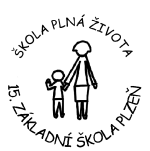 ŠKOLA PLNÁ ŽIVOTA
15. ZÁKLADNÍ ŠKOLA PLZEŇ